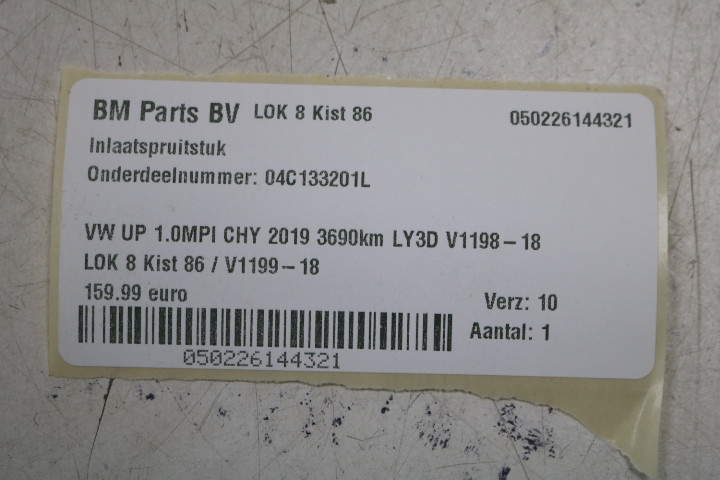 BM Parts BV LOK 8 Kist 86 050226144321
Inlaatspruitstuk
Onderdeelnummer: 04C133201L
VW UP 1.0MPI CHY 2019 3690km LY3D V1198-18
LOK 8 Kist 86 / V1199-18
159.99 euro Verz: 10
Aantal: 1
050226144321